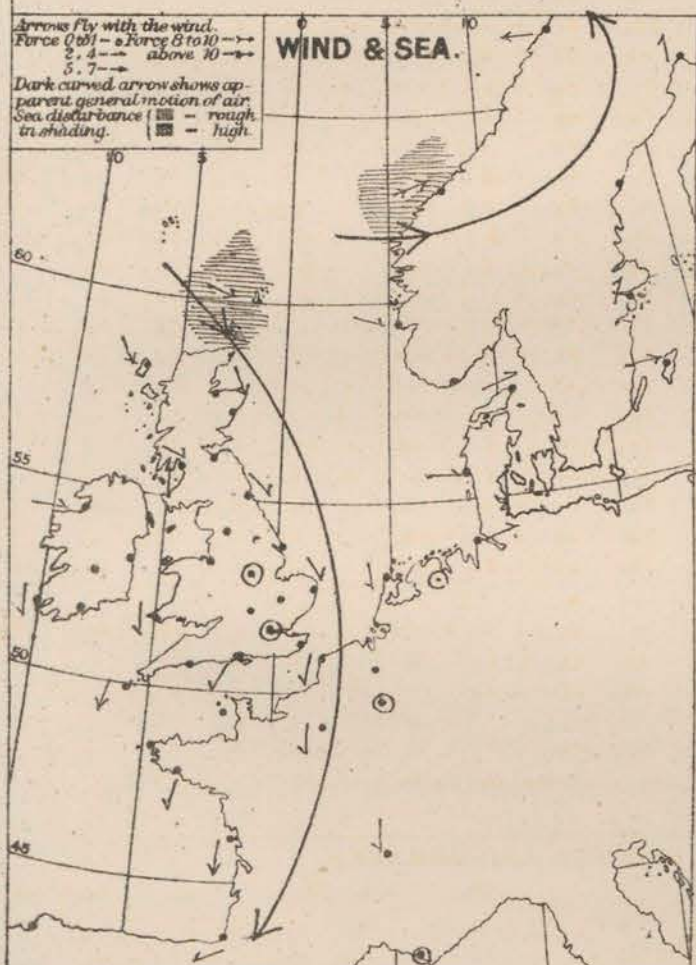 0 5 10
WIND & SEA.
Arrows fly with the wind.
Force 0 to 1 - Force 8 to 10
2, 4 - above 10
5, 7 -
Dark curved arrow shows ap-
parent general motion of air.
Sea disturbance - rough
in shading. - high.
10 5
60
55
50
45